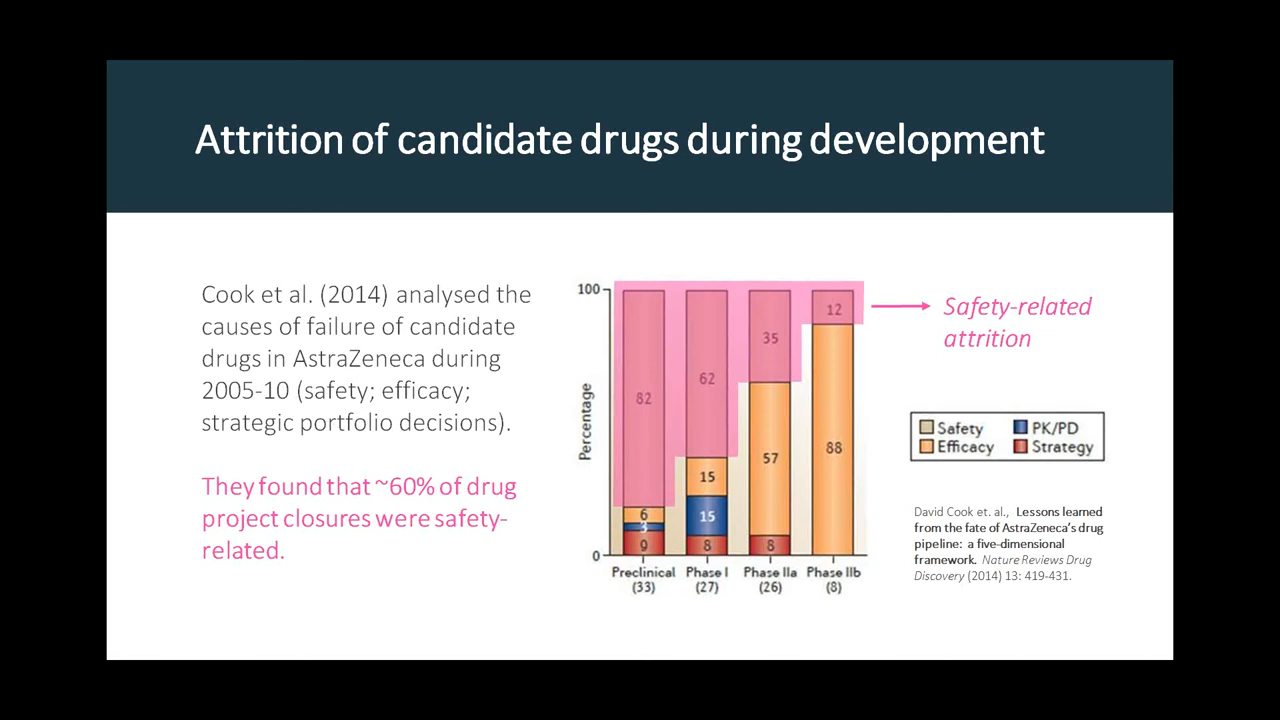 Attrition of candidate drugs during development
Cook et al. (2014) analysed the
causes of failure of candidate
drugs in AstraZeneca during
2005-10 (safety; efficacy;
strategic portfolio decisions).
They found that ~60% of drug
project closures were safety-
related.
Percentage
100
0
82
6
3
9
62
15
15
8
35
57
8
12
88
Preclinical
(33)
Phase I
(27)
Phase IIa
(26)
Phase IIb
(8)
Safety-related
attrition
Safety
PK/PD
Efficacy
Strategy
David Cook et. al., Lessons learned
from the fate of AstraZeneca's drug
pipeline: a five-dimensional
framework. Nature Reviews Drug
Discovery (2014) 13: 419-431.